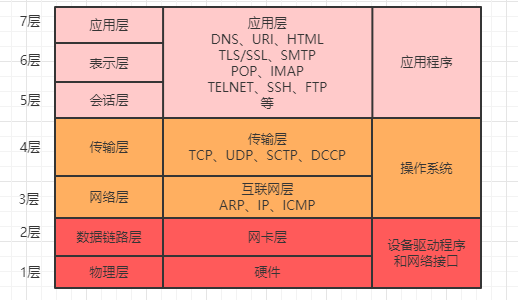 7层
应用层
6层
表示层
5层
会话层
应用层
DNS、URI、HTML
TLS/SSL、SMTP
POP、IMAP
TELNET、SSH、FTP
等
应用程序
4层
传输层
传输层
TCP、UDP、SCTP、DCCP
3层
网络层
互联网层
ARP、IP、ICMP
操作系统
2层
数据链路层
网卡层
1层
物理层
硬件
设备驱动程序
和网络接口